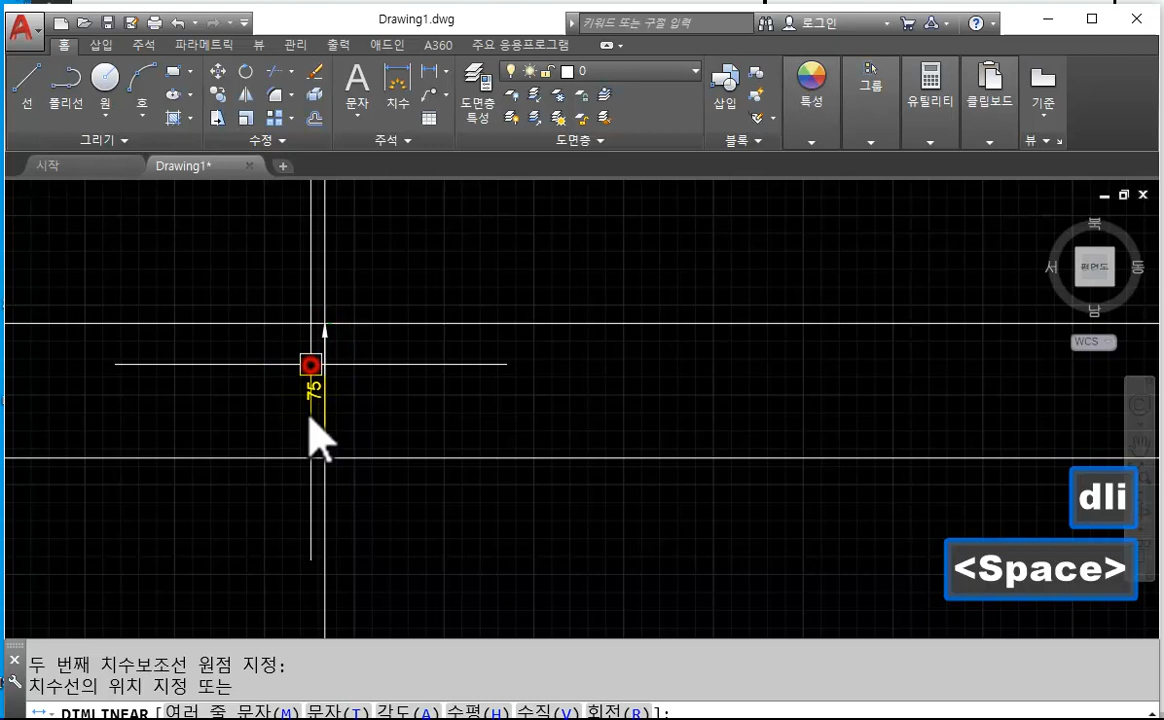 Drawing1.dwg
키워드 또는 구절 입력
로그인
홈 삽입 주석 파라메트릭 뷰 관리 출력 애드인 A360 주요 응용프로그램
0
선 폴리선 원 호
문자 치수
도면층 특성
삽입
특성 그룹 유틸리티 클립보드 기준
그리기 수정 주석 도면층 블록 뷰
시작 Drawing1*
북
서 평면도 동
남
WCS
75
dli
<Space>
두 번째 치수보조선 원점 지정:
치수선의 위치 지정 또는
DIMLINEAR [여러 줄 문자(M) 문자(T) 각도(A) 수평(H) 수직(V) 회전(R)]: